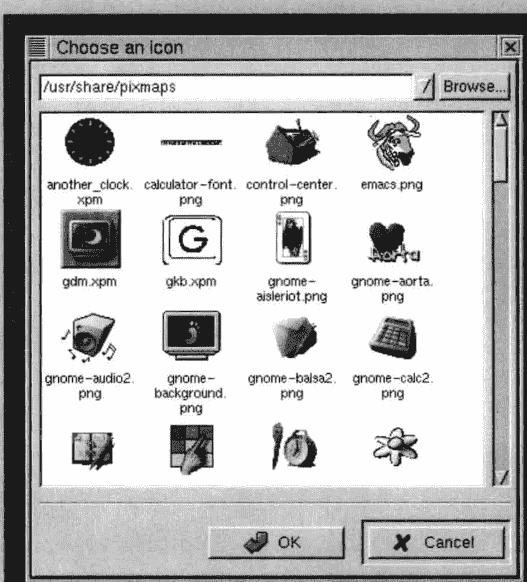 Choose an icon
/usr/share/pixmaps
Browse...
another_clock.
xpm
calculator-font.
png
control-center.
png
emacs.png
gdm.xpm
G
gkb.xpm
gnome-
aisleriot.png
Aorta
gnome-aorta.
png
gnome-audio2.
png
gnome-
background.
png
gnome-balsa2.
png
gnome-calc2.
png
OK
Cancel